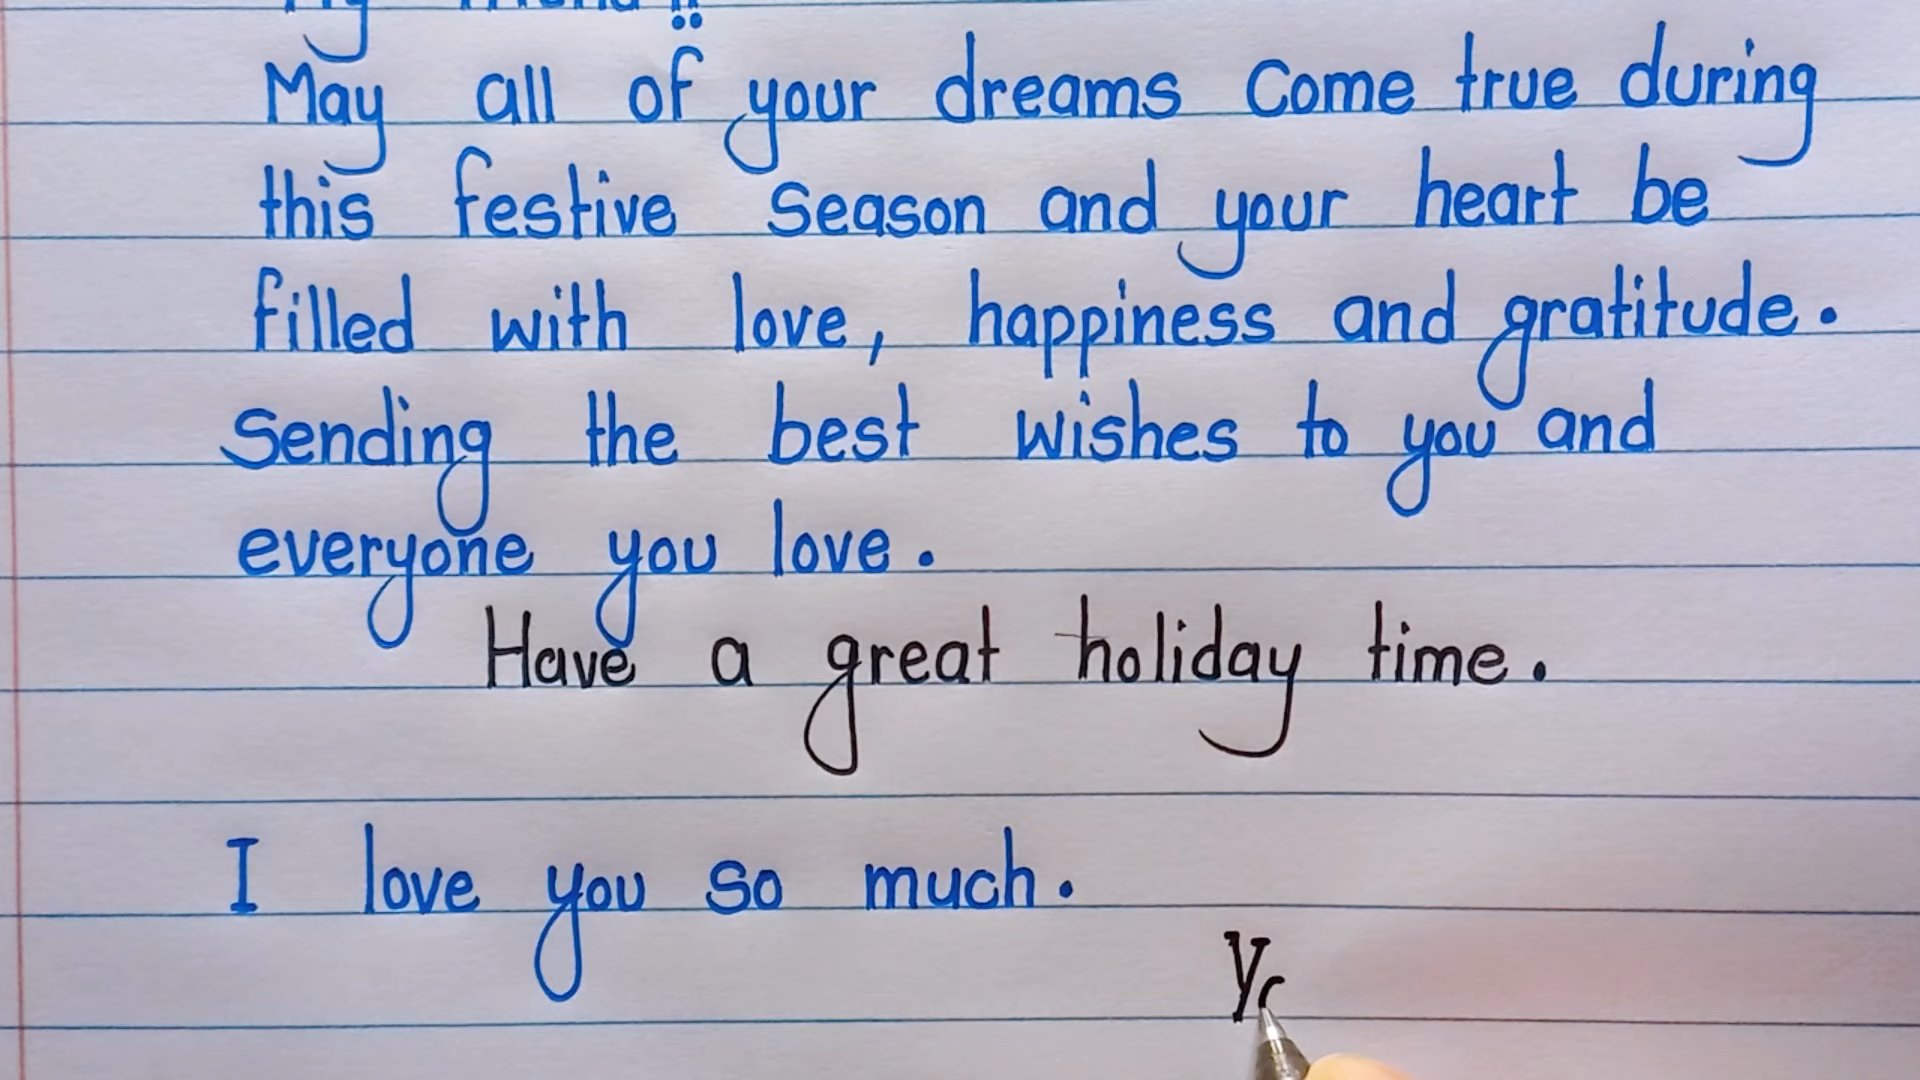 My friend !!
May all of your dreams come true during
this festive season and your heart be
filled with love, happiness and gratitude.
Sending the best wishes to you and
everyone you love.
Have a great holiday time.
I love you so much.